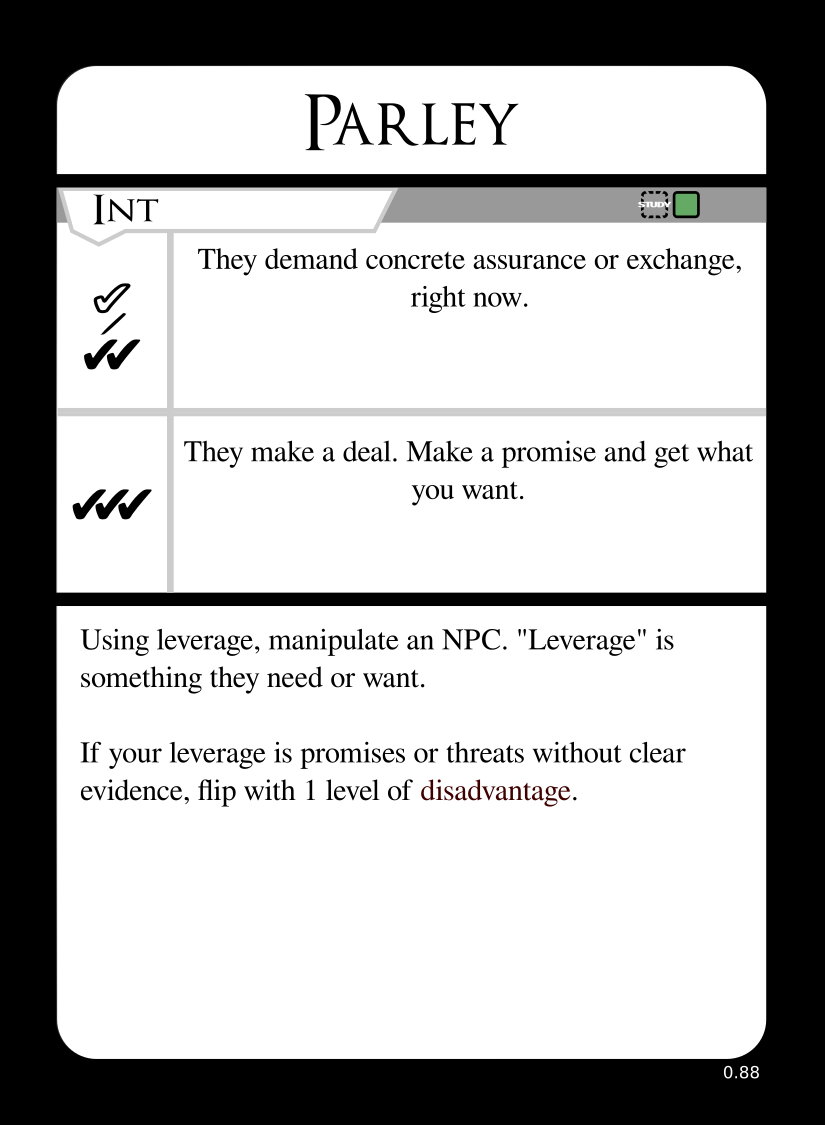 PARLEY
INT
STUDY
They demand concrete assurance or exchange,
right now.
They make a deal. Make a promise and get what
you want.
Using leverage, manipulate an NPC. "Leverage" is
something they need or want.
If your leverage is promises or threats without clear
evidence, flip with 1 level of disadvantage.
0.88